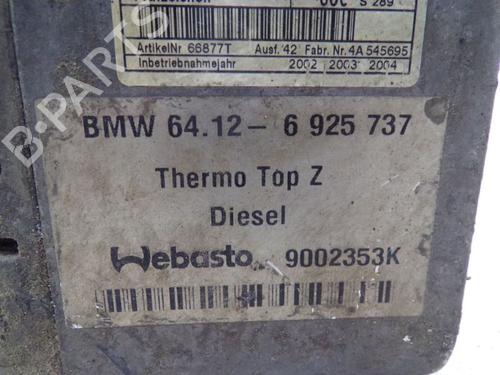 S 289
ArtikelNr 66877T Ausf. 42 Fabr. Nr. 4A 545695
Inbetriebnahmejahr 2002 2003 2004
BMW 64.12- 6 925 737
Thermo Top Z
Diesel
Webasto 9002353K